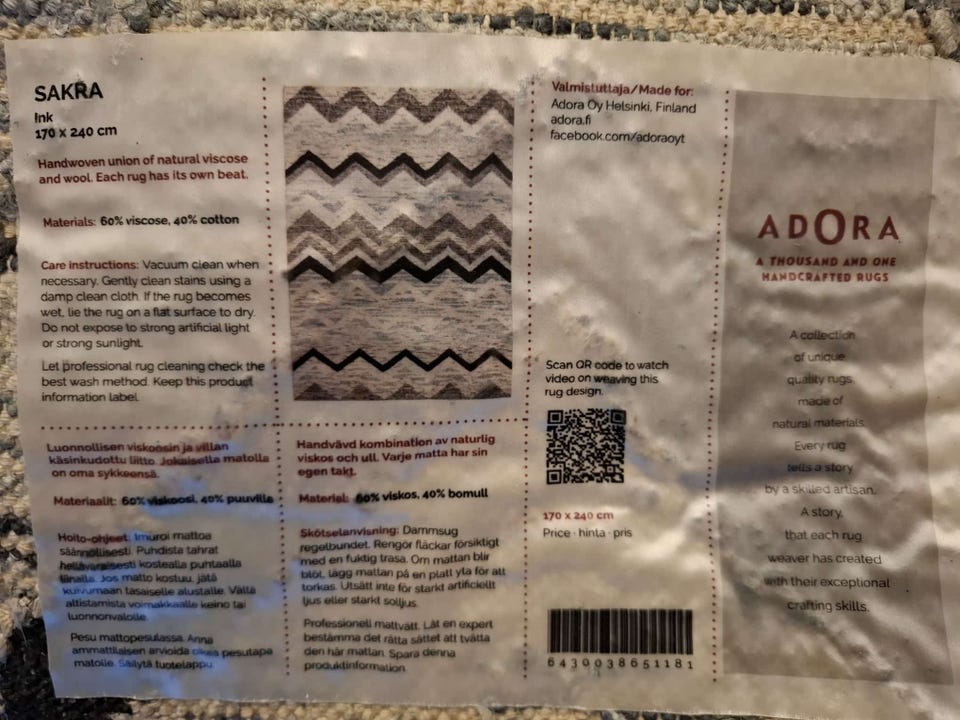 SAKRA
Ink
170 x 240 cm
Handwoven union of natural viscose
and wool. Each rug has its own beat.
Materials: 60% viscose, 40% cotton
Care instructions: Vacuum clean when
necessary. Gently clean stains using a
damp clean cloth. If the rug becomes
wet, lie the rug on a flat surface to dry.
Do not expose to strong artificial light
or strong sunlight.
Let professional rug cleaning check the
best wash method. Keep this product
information label.
Luonnollisen viskoosin ja villan
käsinkudottu liitto. Jokaisella matolla
on oma sykkeensä.
Materiaalit: 60% viskoosi, 40% puuvilla
Hoito-ohjeet: Imuroi mattoa
säännöllisesti. Puhdista tahrat
hellävaraisesti kostealla puhtaalla
liinalla. Jos matto kostuu, jätä
kuivumaan tasaiselle alustalle. Vältä
altistamista voimakkaalle keino tai
luonnonvalolle.
Pesu mattopesulassa. Anna
ammattilaisen arvioida oikea pesutapa
matolle. Säilytä tuotelappu.
Handvävd kombination av naturlig
viskos och ull. Varje matta har sin
egen takt.
Material: 60% viskos, 40% bomull
Skötselanvisning: Dammsug
regelbundet. Rengör fläckar försiktigt
med en fuktig trasa. Om mattan blir
blöt, lägg mattan på en platt yta för att
torkas. Utsätt inte för starkt artificiellt
ljus eller starkt solljus.
Professionell mattvätt. Låt en expert
bestämma det rätta sättet att tvätta
den här mattan. Spara denna
produktinformation.
Valmistuttaja/Made for:
Adora Oy Helsinki, Finland
adora.fi
facebook.com/adoraoyt
Scan QR code to watch
video on weaving this
rug design.
170 x 240 cm
Price · hinta · pris
6430038651181
ADORA
A THOUSAND AND ONE
HANDCRAFTED RUGS
A collection
of unique
quality rugs
made of
natural materials.
Every rug
tells a story
by a skilled artisan.
A story,
that each rug
weaver has created
with their exceptional
crafting skills.